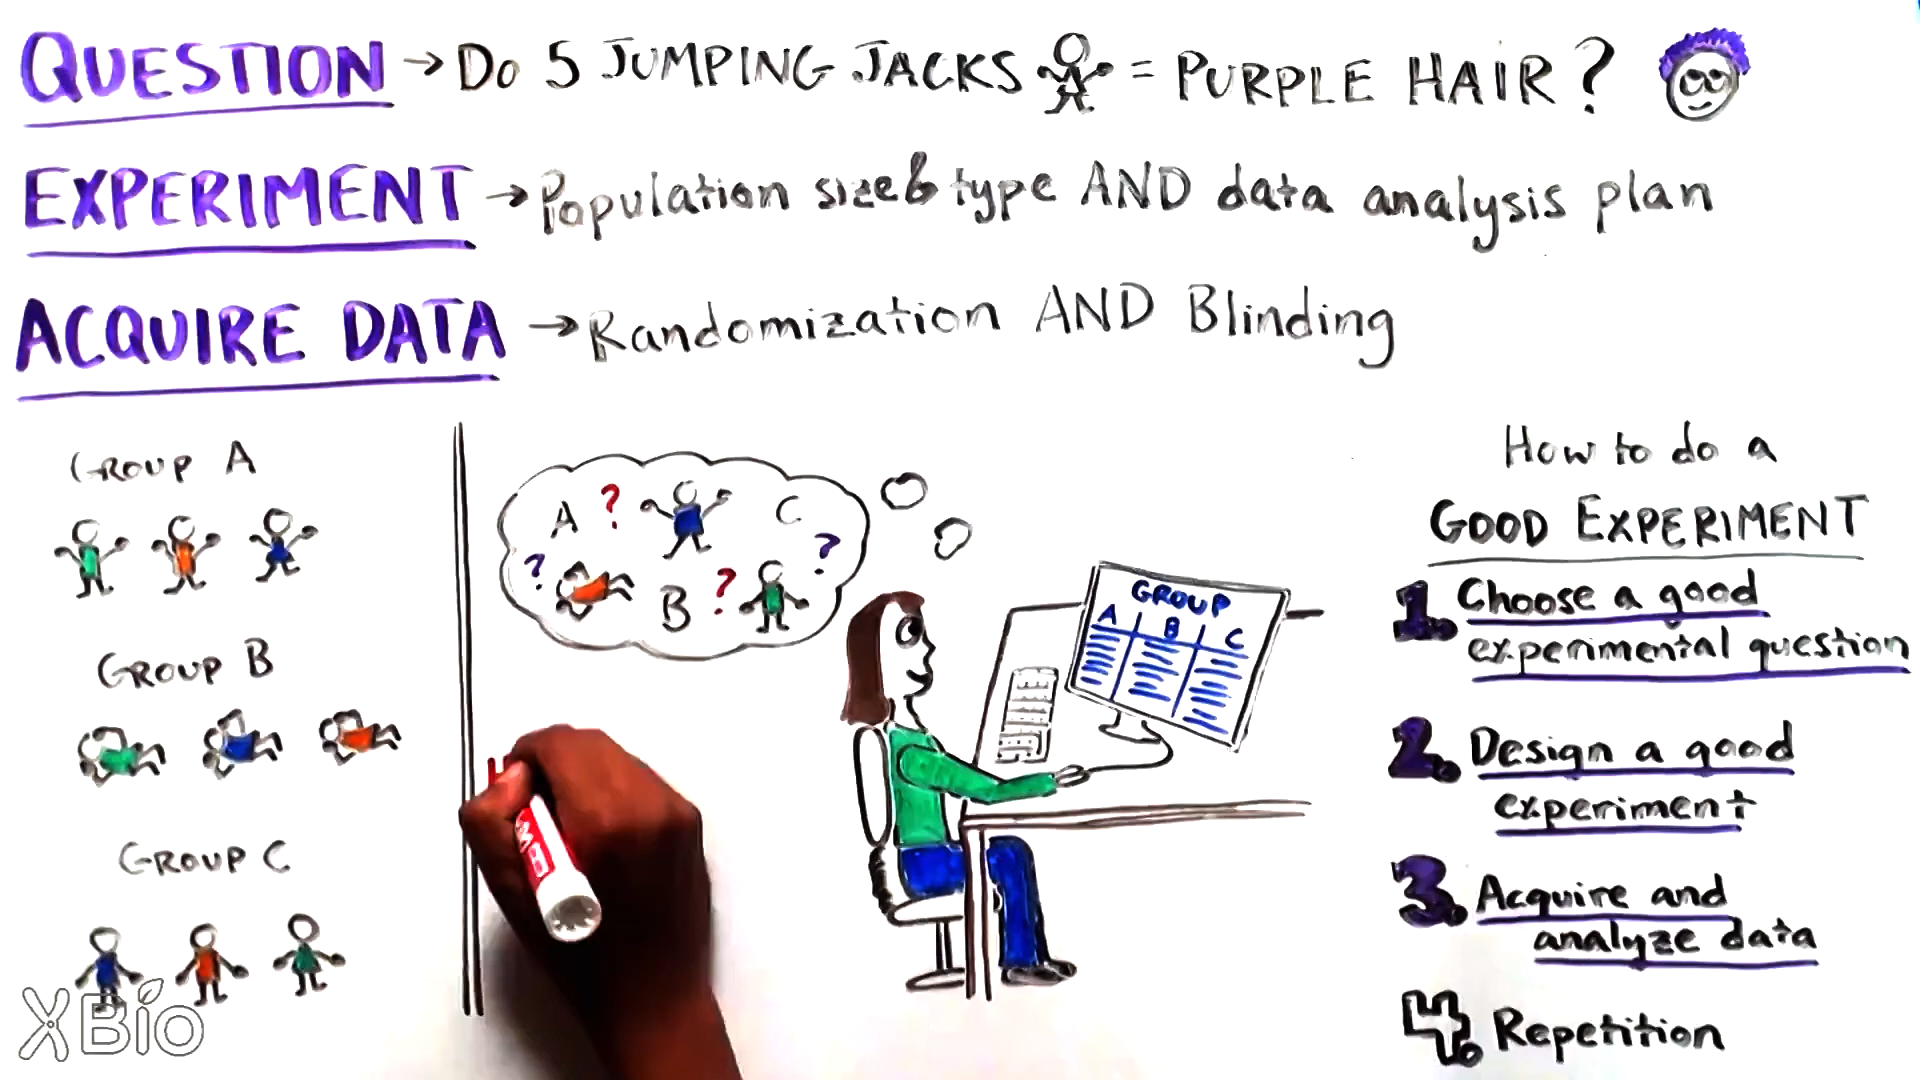 QUESTION → DO 5 JUMPING JACKS = PURPLE HAIR?
EXPERIMENT → Population size & type AND data analysis plan
ACQUIRE DATA → Randomization AND Blinding
GROUP A
GROUP B
GROUP C
A ? C
? B ? ?
GROUP
A B C
How to do a
GOOD EXPERIMENT
1. Choose a good
experimental question
2. Design a good
experiment
3. Acquire and
analyze data
4. Repetition
XBio